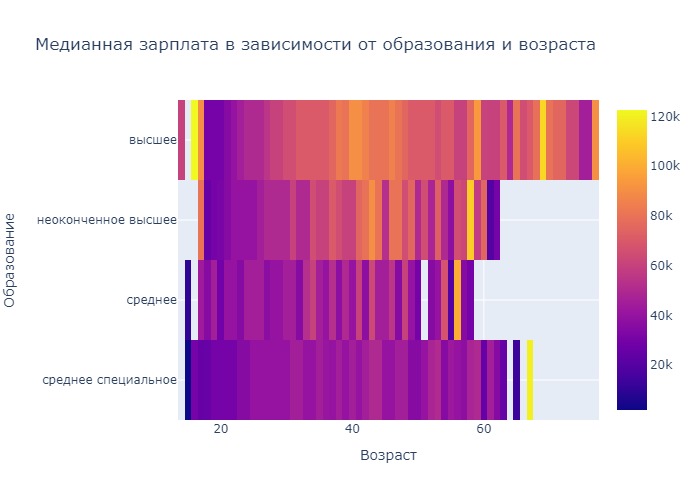 Медианная зарплата в зависимости от образования и возраста
Образование
высшее
неоконченное высшее
среднее
среднее специальное
20
40
60
Возраст
120k
100k
80k
60k
40k
20k